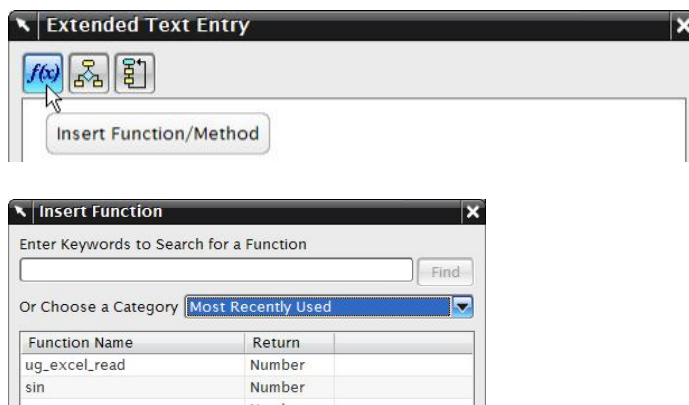 Extended Text Entry
f(x)
Insert Function/Method
Insert Function
Enter Keywords to Search for a Function
Find
Or Choose a Category Most Recently Used
Function Name Return
ug_excel_read Number
sin Number